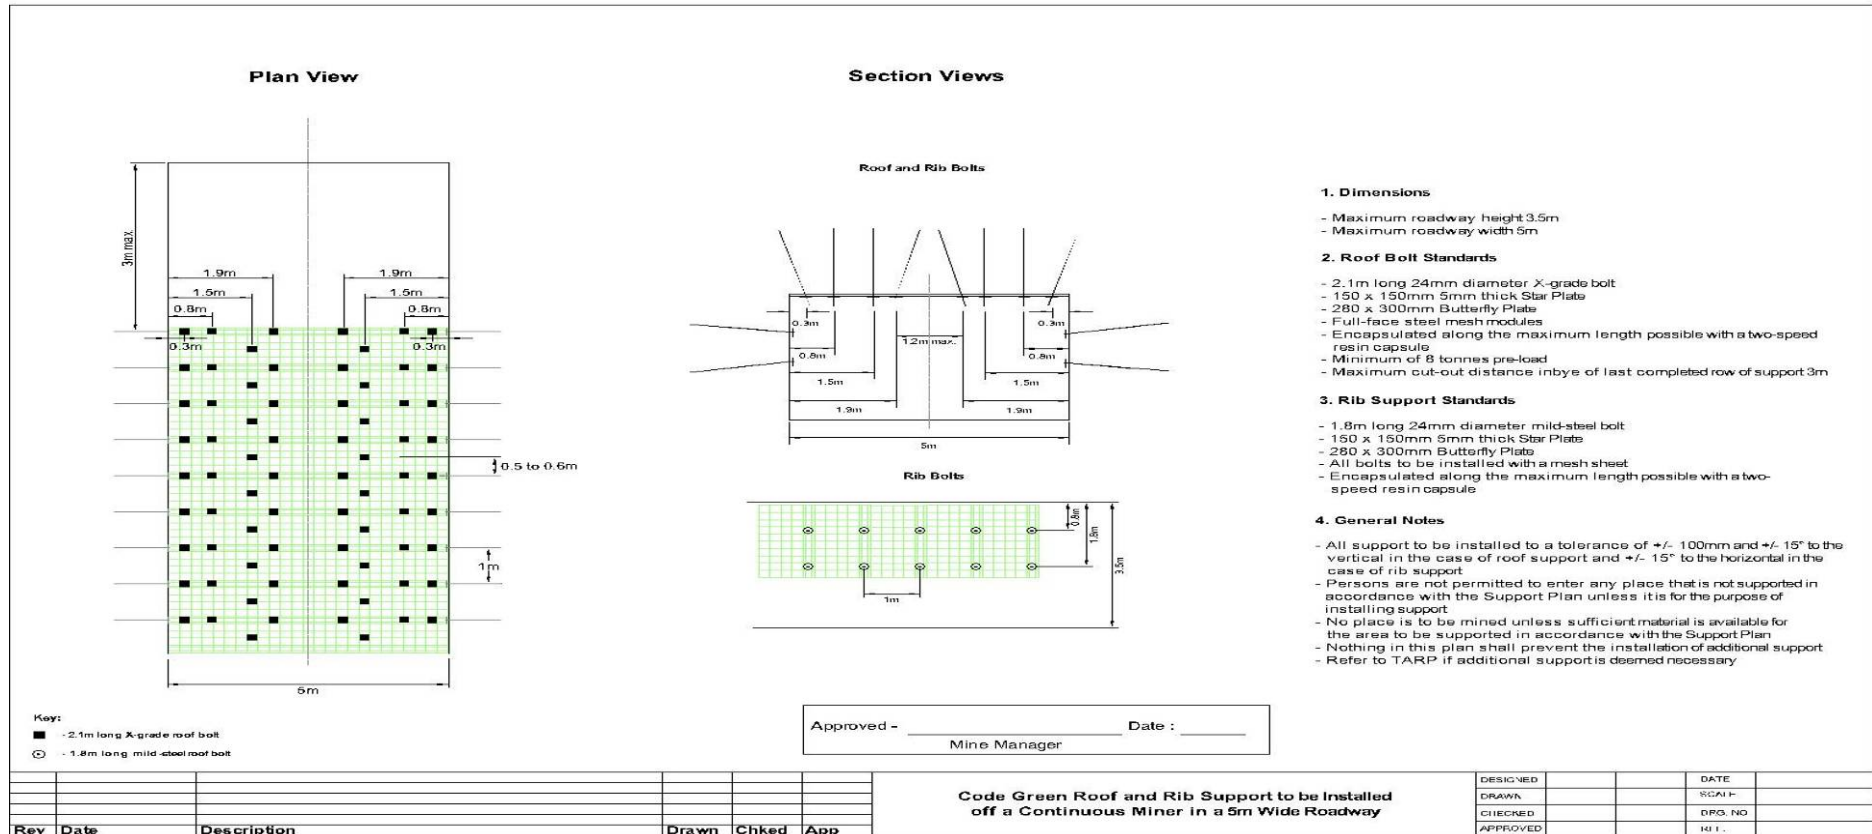 Plan View
Section Views
Roof and Rib Bolts
3m max.
1.9m
1.9m
1.5m
1.5m
0.8m
0.8m
0.3m
0.3m
0.5 to 0.6m
1m
5m
0.3m
0.3m
1.2m max.
0.8m
0.8m
1.5m
1.5m
1.9m
1.9m
5m
Rib Bolts
0.8m
1.8m
3.5m
1m
1. Dimensions
- Maximum roadway height 3.5m
- Maximum roadway width 5m
2. Roof Bolt Standards
- 2.1m long 24mm diameter X-grade bolt
- 150 x 150mm 5mm thick Star Plate
- 280 x 300mm Butterfly Plate
- Full-face steel mesh modules
- Encapsulated along the maximum length possible with a two-speed
resin capsule
- Minimum of 8 tonnes pre-load
- Maximum cut-out distance inbye of last completed row of support 3m
3. Rib Support Standards
- 1.8m long 24mm diameter mild-steel bolt
- 150 x 150mm 5mm thick Star Plate
- 280 x 300mm Butterfly Plate
- All bolts to be installed with a mesh sheet
- Encapsulated along the maximum length possible with a two-
speed resin capsule
4. General Notes
- All support to be installed to a tolerance of +/- 100mm and +/- 15° to the
vertical in the case of roof support and +/- 15° to the horizontal in the
case of rib support
- Persons are not permitted to enter any place that is not supported in
accordance with the Support Plan unless it is for the purpose of
installing support
- No place is to be mined unless sufficient material is available for
the area to be supported in accordance with the Support Plan
- Nothing in this plan shall prevent the installation of additional support
- Refer to TARP if additional support is deemed necessary
Key:
- 2.1m long X-grade roof bolt
- 1.8m long mild-steel roof bolt
Approved - Date :
Mine Manager
Rev Date Description Drawn Chked App
Code Green Roof and Rib Support to be Installed
off a Continuous Miner in a 5m Wide Roadway
DESIGNED DATE
DRAWN SCALE
CHECKED DRG. NO
APPROVED